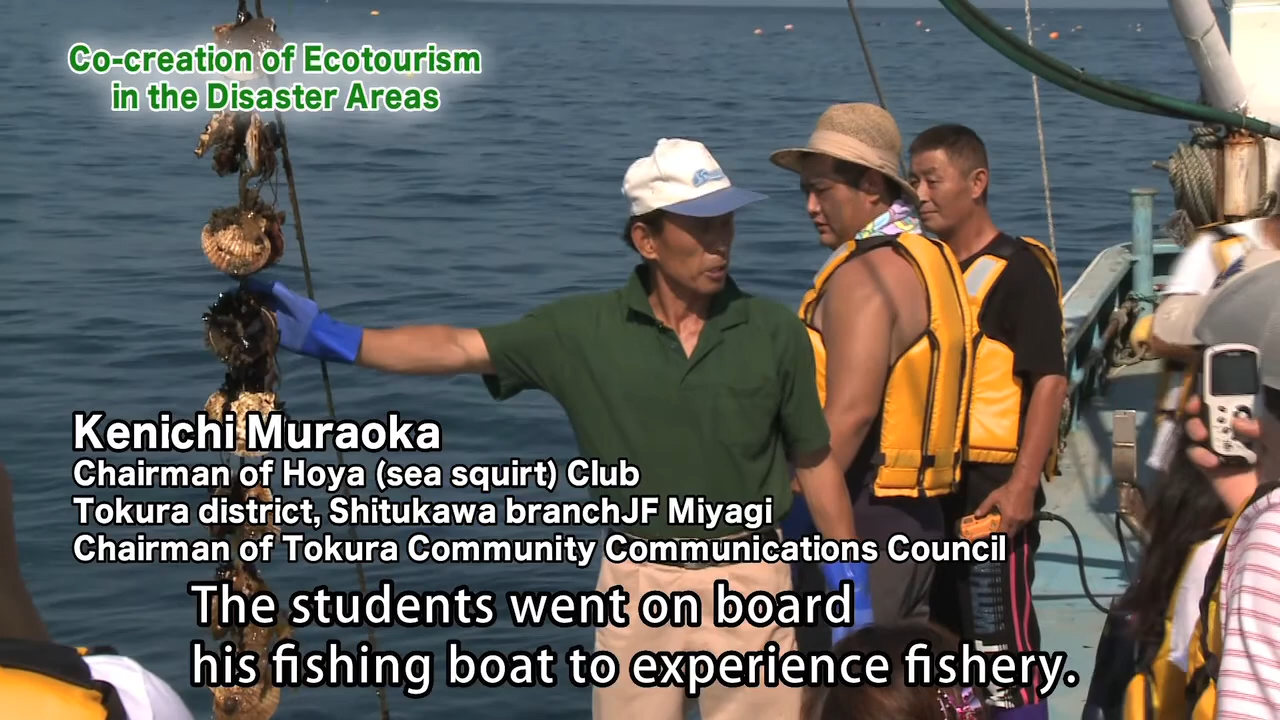 Co-creation of Ecotourism
in the Disaster Areas
Kenichi Muraoka
Chairman of Hoya (sea squirt) Club
Tokura district, Shitukawa branchJF Miyagi
Chairman of Tokura Community Communications Council
The students went on board
his fishing boat to experience fishery.